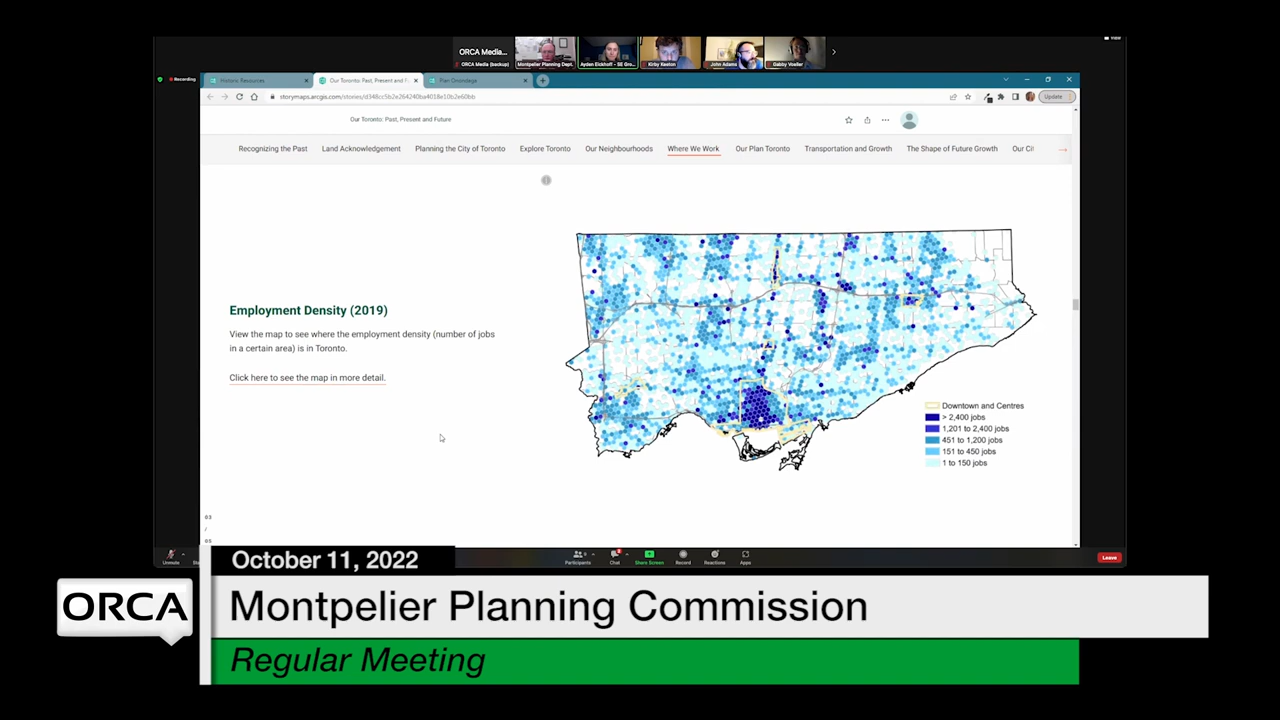 View
ORCA Media...
ORCA Media (backup)
Montpelier Planning Dept.
Ayden Eickhoff - SE Gro...
Kirby Keeton
John Adams
Gabby Voeller
Recording
Historic Resources
Our Toronto: Past, Present and F
Plan Onondaga
storymaps.arcgis.com/stories/d348cc5b2e264240ba4018e10b2e60bb
Update
Our Toronto: Past, Present and Future
Recognizing the Past
Land Acknowledgement
Planning the City of Toronto
Explore Toronto
Our Neighbourhoods
Where We Work
Our Plan Toronto
Transportation and Growth
The Shape of Future Growth
Our Cit
Employment Density (2019)
View the map to see where the employment density (number of jobs
in a certain area) is in Toronto.
Click here to see the map in more detail.
Downtown and Centres
> 2,400 jobs
1,201 to 2,400 jobs
451 to 1,200 jobs
151 to 450 jobs
1 to 150 jobs
03
/
05
Unmute
Participants
Chat
Share Screen
Record
Reactions
Apps
Leave
October 11, 2022
ORCA
Montpelier Planning Commission
Regular Meeting